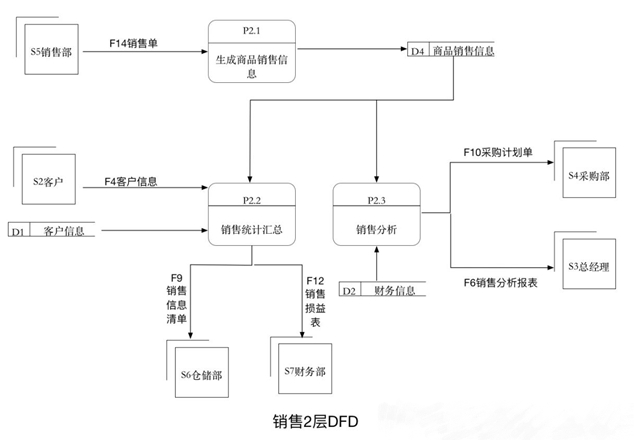 P2.1
F14销售单
S5销售部
生成商品销售信
息
D4 商品销售信息
F10采购计划单
S4采购部
S2客户
F4客户信息
P2.2
P2.3
D1 客户信息
销售统计汇总
销售分析
S3总经理
F6销售分析报表
F9
销售
信息
清单
F12
销售
损益
表
D2 财务信息
S6仓储部
S7财务部
销售2层DFD